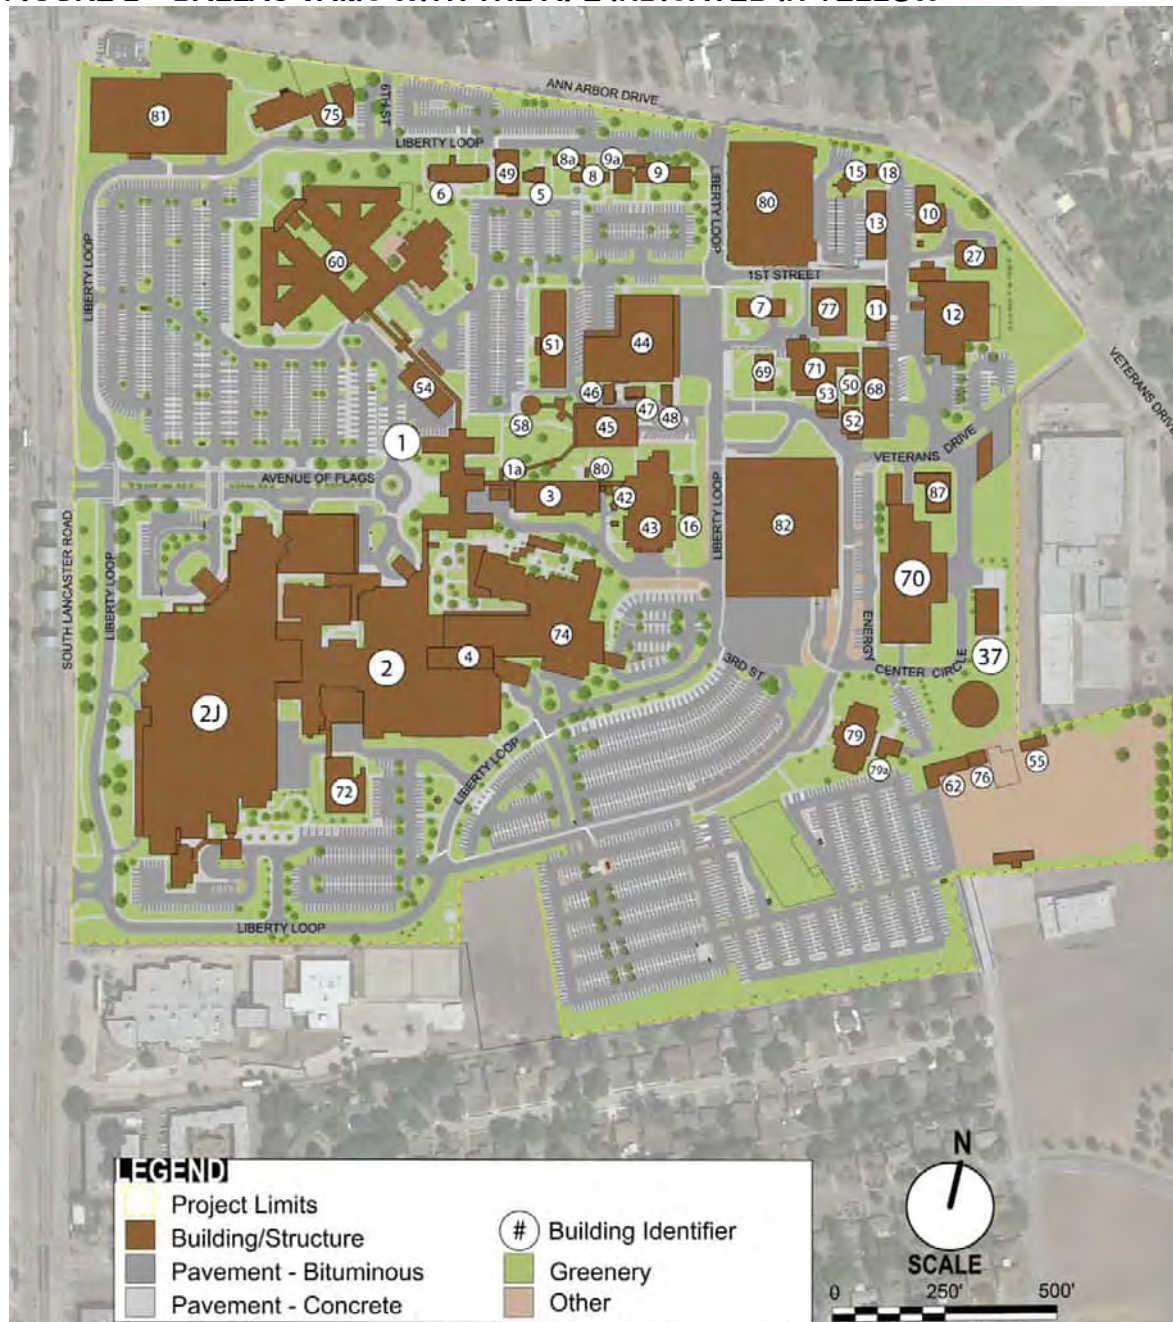 81
75
6TH ST
ANN ARBOR DRIVE
LIBERTY LOOP
6
49
5
8a
8
9a
9
LIBERTY LOOP
80
15
18
13
10
27
1ST STREET
LIBERTY LOOP
60
51
44
7
77
11
12
54
69
71
50
68
53
52
46
47
48
58
45
1
VETERANS DRIVE
VETERANS DRIVE
AVENUE OF FLAGS
1a
80
3
42
43
16
LIBERTY LOOP
82
87
70
SOUTH LANCASTER ROAD
LIBERTY LOOP
74
4
2
2J
ENERGY CENTER CIRCLE
37
3RD ST
79
79a
62
76
55
LIBERTY LOOP
72
LIBERTY LOOP
LEGEND
Project Limits
Building/Structure
Pavement - Bituminous
Pavement - Concrete
# Building Identifier
Greenery
Other
N
SCALE
0 250' 500'